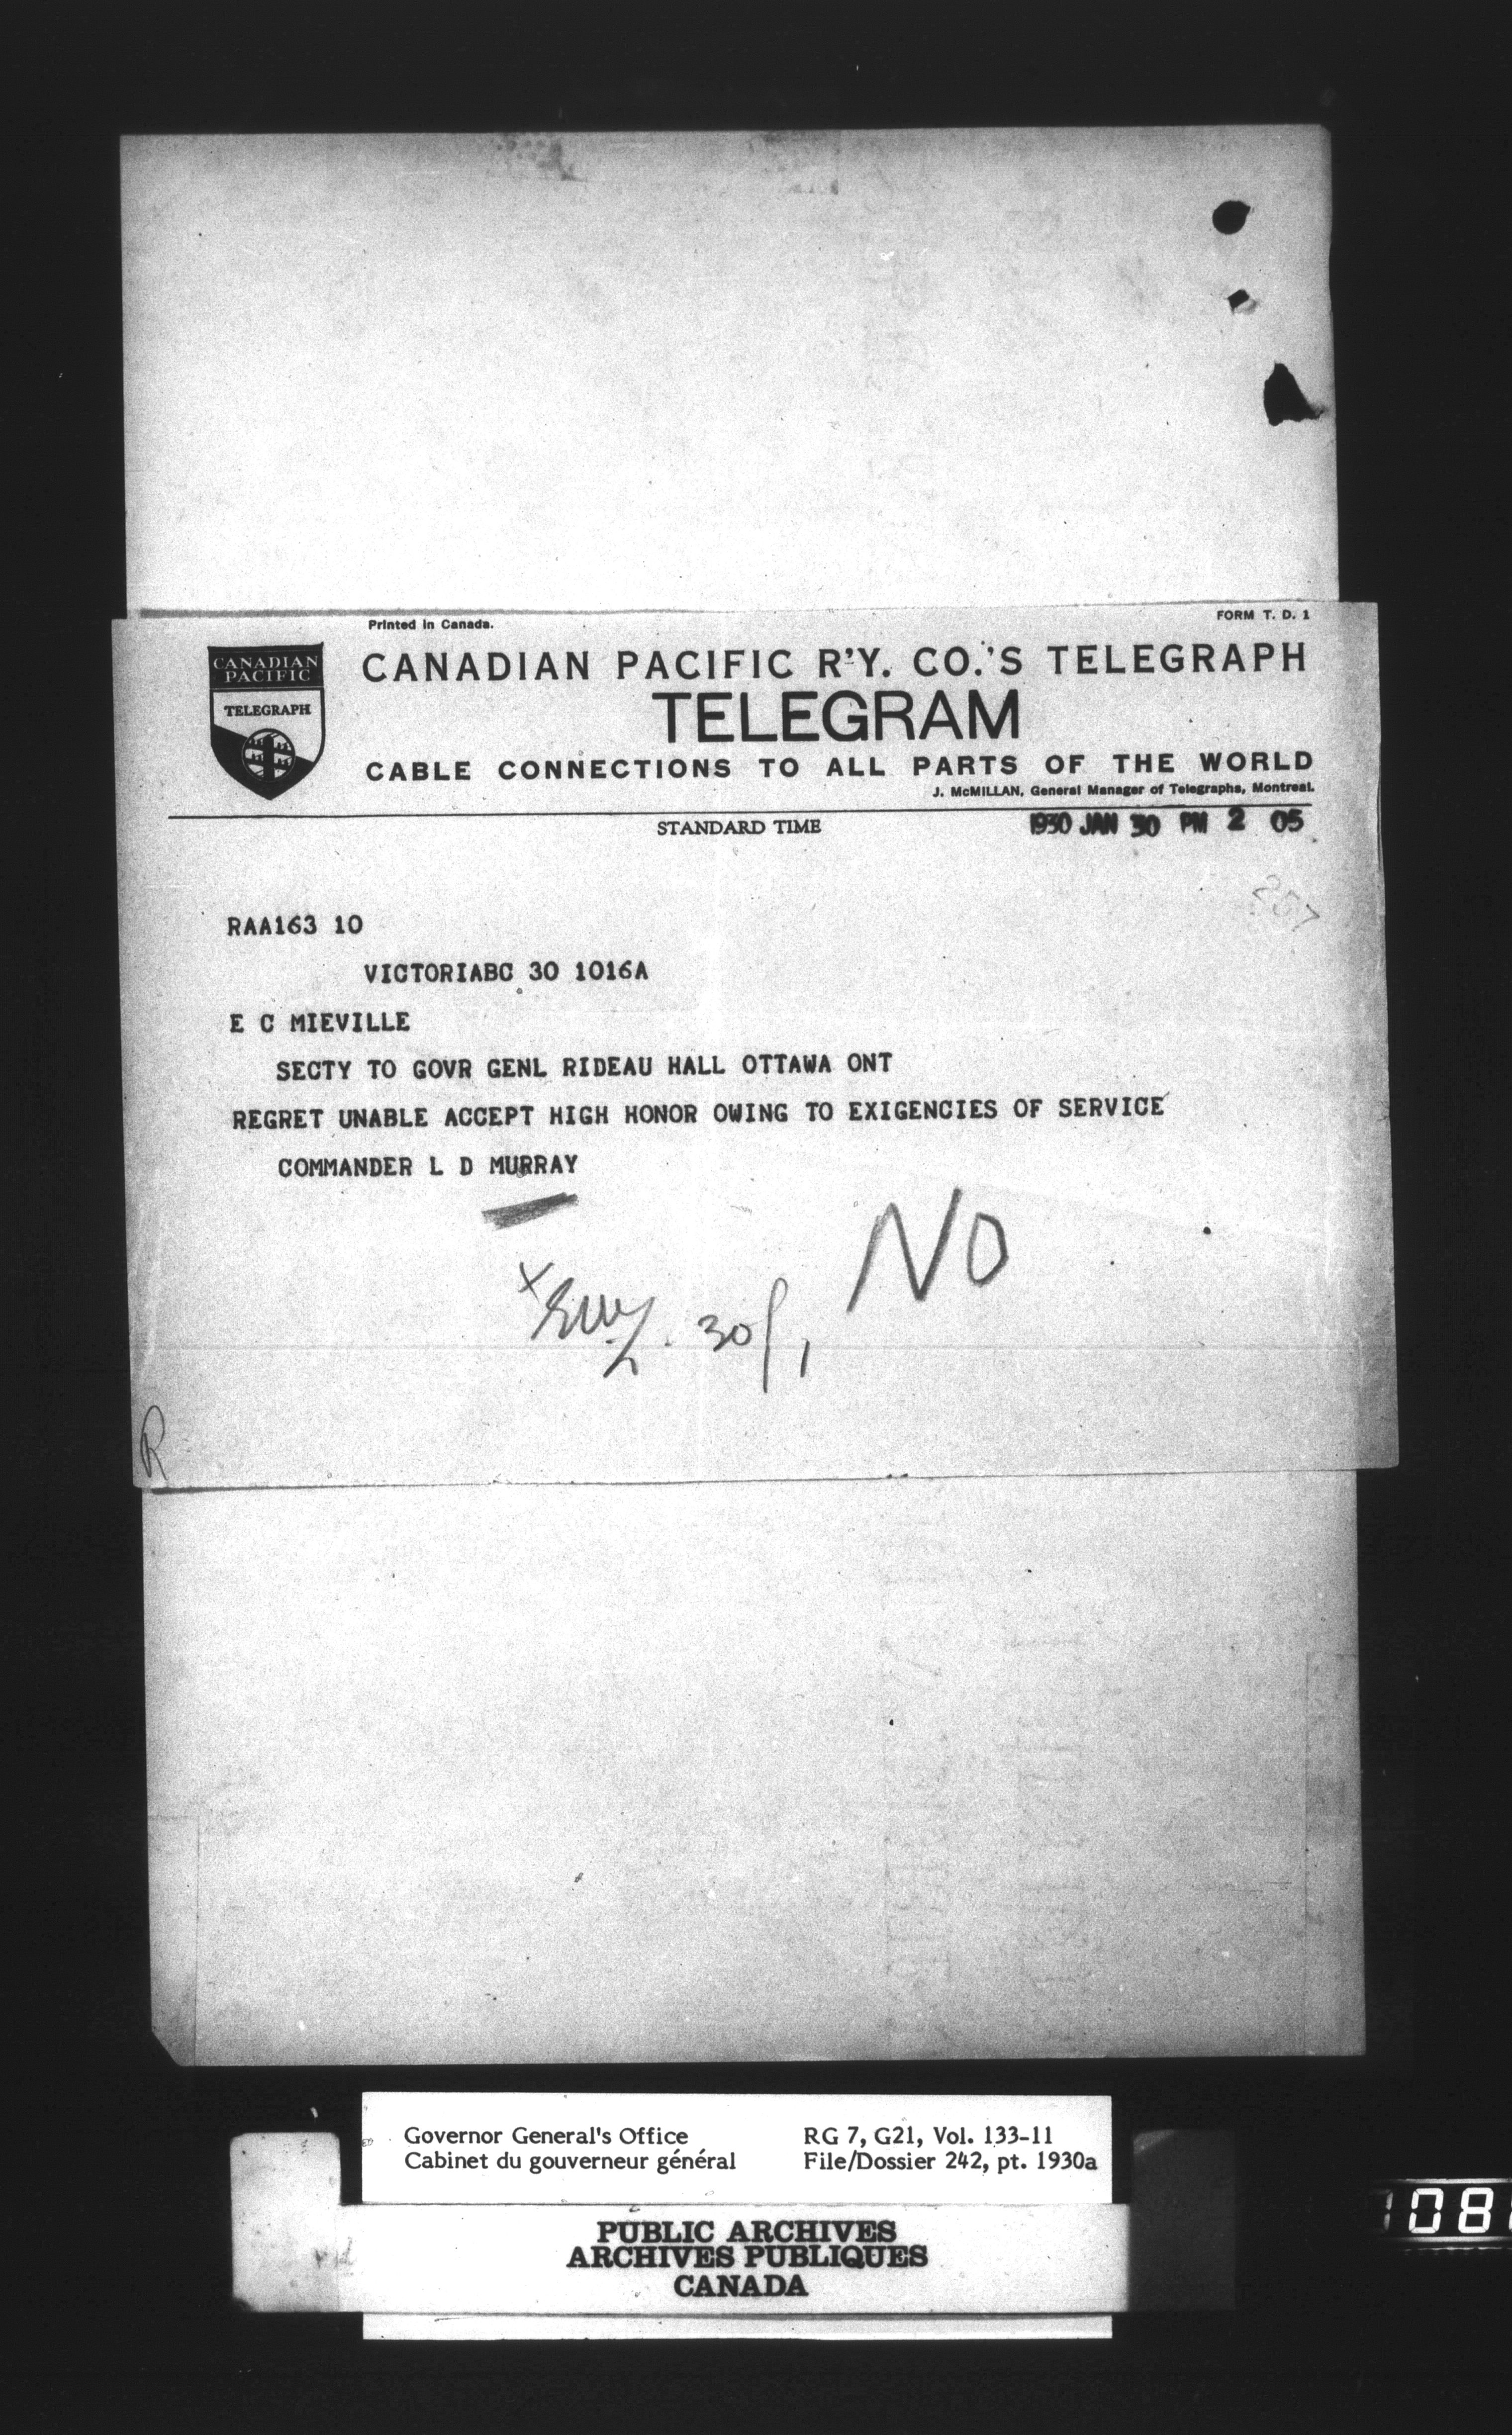 Printed in Canada.
FORM T. D. 1
CANADIAN
PACIFIC
TELEGRAPH
CANADIAN PACIFIC R'Y. CO.'S TELEGRAPH
TELEGRAM
CABLE CONNECTIONS TO ALL PARTS OF THE WORLD
J. McMILLAN, General Manager of Telegraphs, Montreal.
STANDARD TIME
1930 JAN 30 PM 2 05
RAA163 10
VICTORIABC 30 1016A
E C MIEVILLE
SECTY TO GOVR GENL RIDEAU HALL OTTAWA ONT
REGRET UNABLE ACCEPT HIGH HONOR OWING TO EXIGENCIES OF SERVICE
COMMANDER L D MURRAY
NO
30/1
R
Governor General's Office
Cabinet du gouverneur général
RG 7, G21, Vol. 133-11
File/Dossier 242, pt. 1930a
PUBLIC ARCHIVES
ARCHIVES PUBLIQUES
CANADA
08